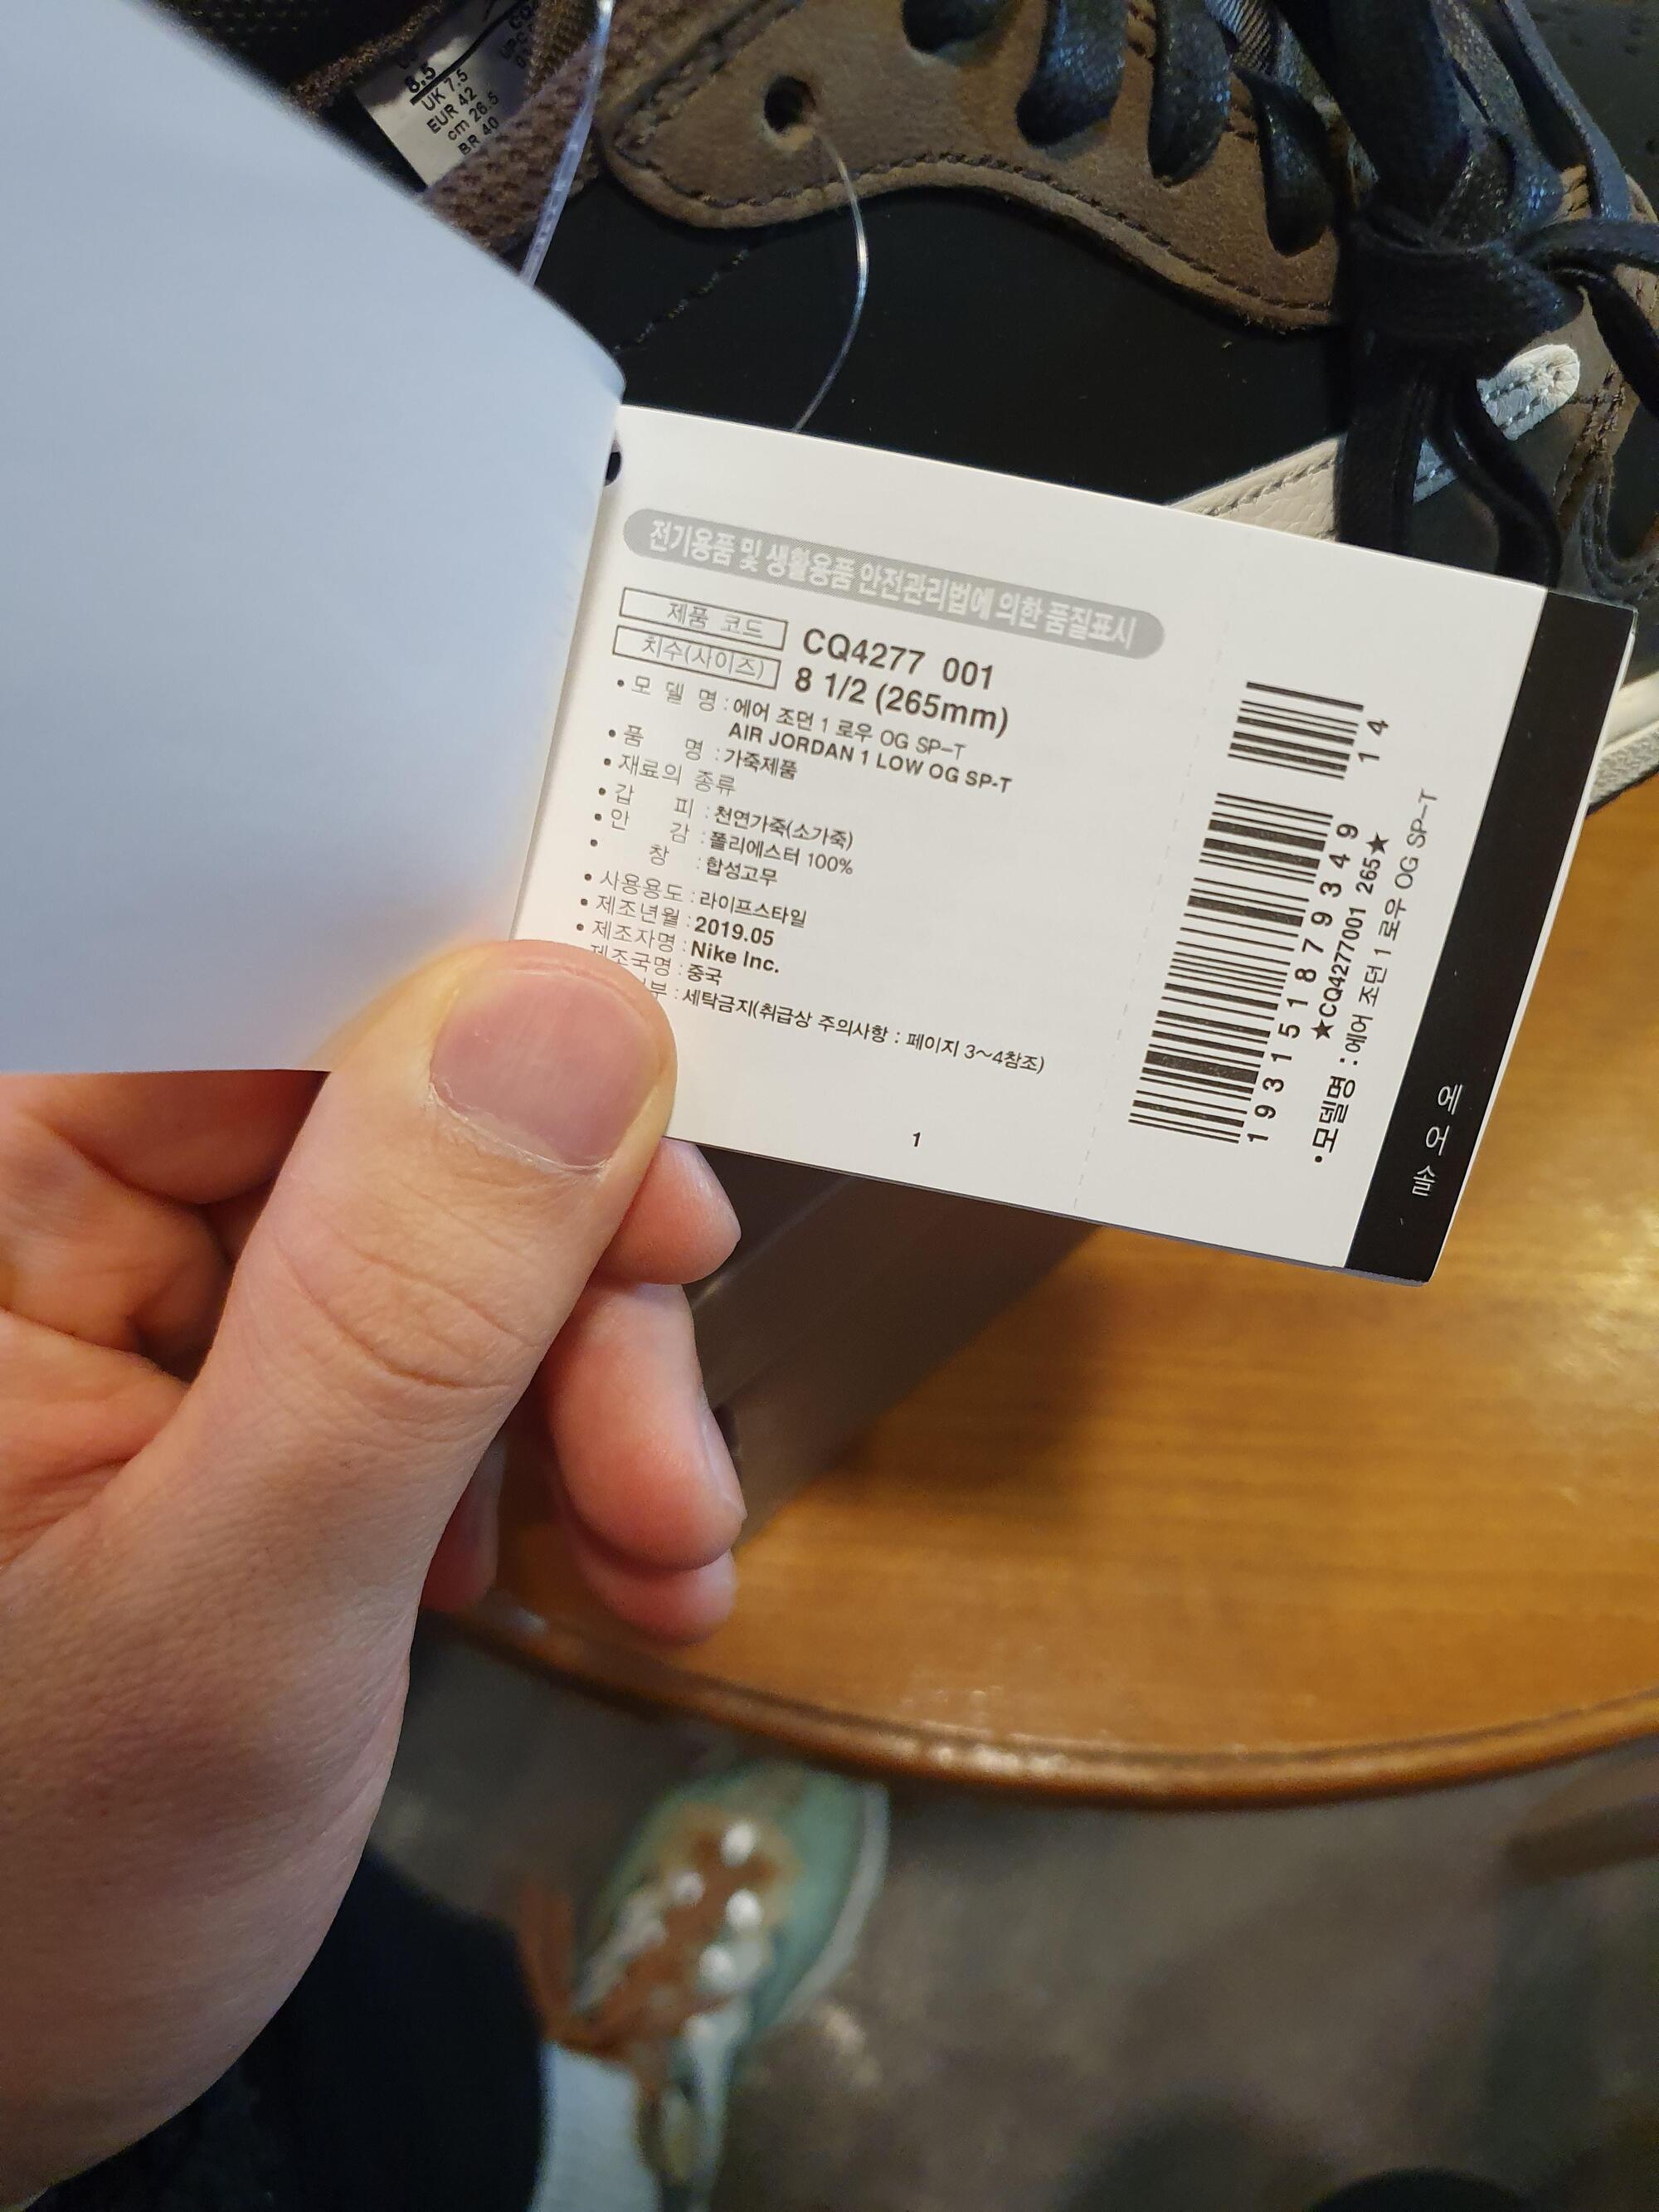 8.5
UK 7.5
EUR 42
cm 26.5
BR 40
전기용품 및 생활용품 안전관리법에 의한 품질표시
제품 코드 CQ4277 001
치수(사이즈) 8 1/2 (265mm)
• 모 델 명 : 에어 조던 1 로우 OG SP-T
AIR JORDAN 1 LOW OG SP-T
• 품 명 : 가죽제품
• 재료의 종류
• 갑 피 : 천연가죽(소가죽)
• 안 감 : 폴리에스터 100%
• 창 : 합성고무
• 사용용도 : 라이프스타일
• 제조년월 : 2019.05
• 제조자명 : Nike Inc.
제조국명 : 중국
부 : 세탁금지(취급상 주의사항 : 페이지 3~4참조)
1
193151879349 14
★CQ4277001 265★
•모델명 : 에어 조던 1 로우 OG SP-T
에어솔